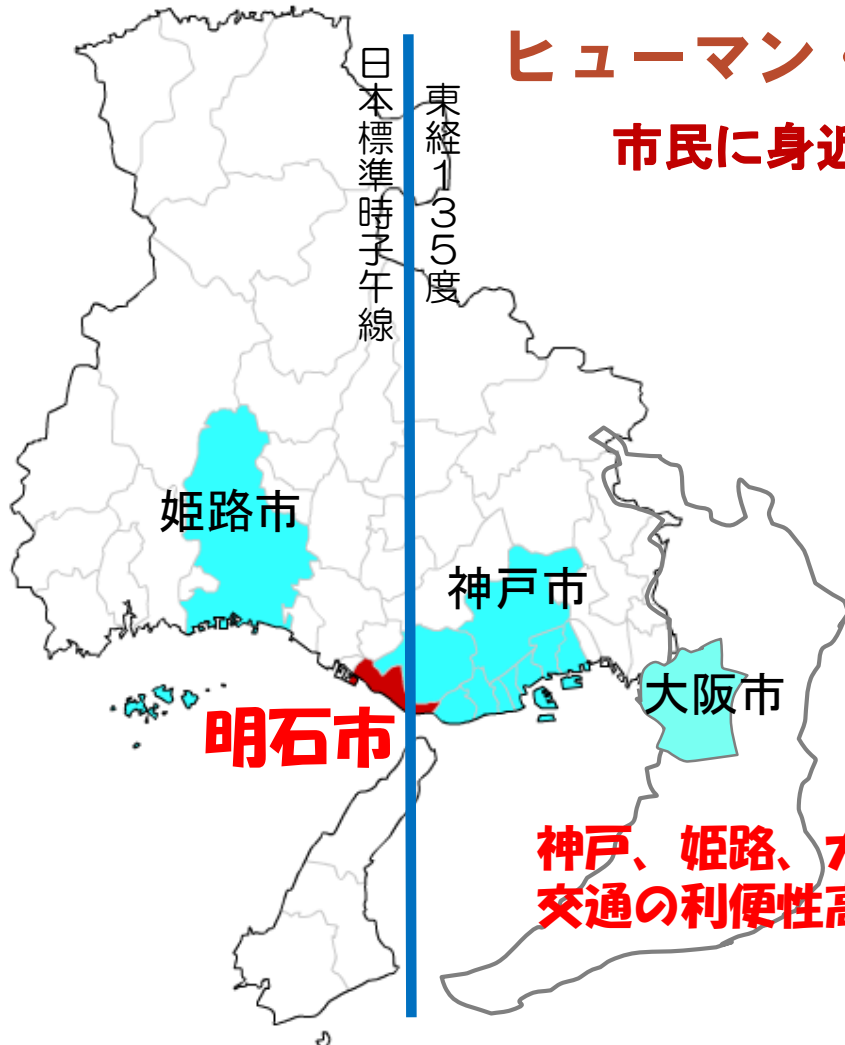 ヒューマン・
市民に身近
日本標準時子午線
東経135度
姫路市
神戸市
大阪市
明石市
神戸、姫路、
交通の利便性高